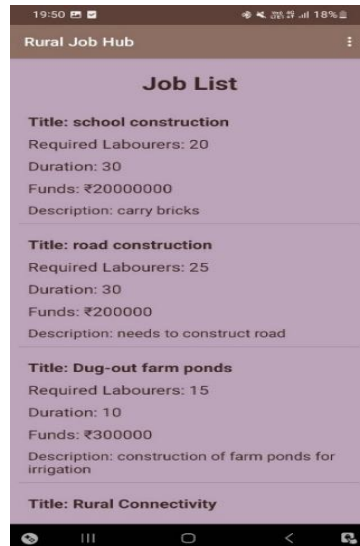 19:50
18%
Rural Job Hub
Job List
Title: school construction
Required Labourers: 20
Duration: 30
Funds: ₹20000000
Description: carry bricks
Title: road construction
Required Labourers: 25
Duration: 30
Funds: ₹200000
Description: needs to construct road
Title: Dug-out farm ponds
Required Labourers: 15
Duration: 10
Funds: ₹300000
Description: construction of farm ponds for
irrigation
Title: Rural Connectivity